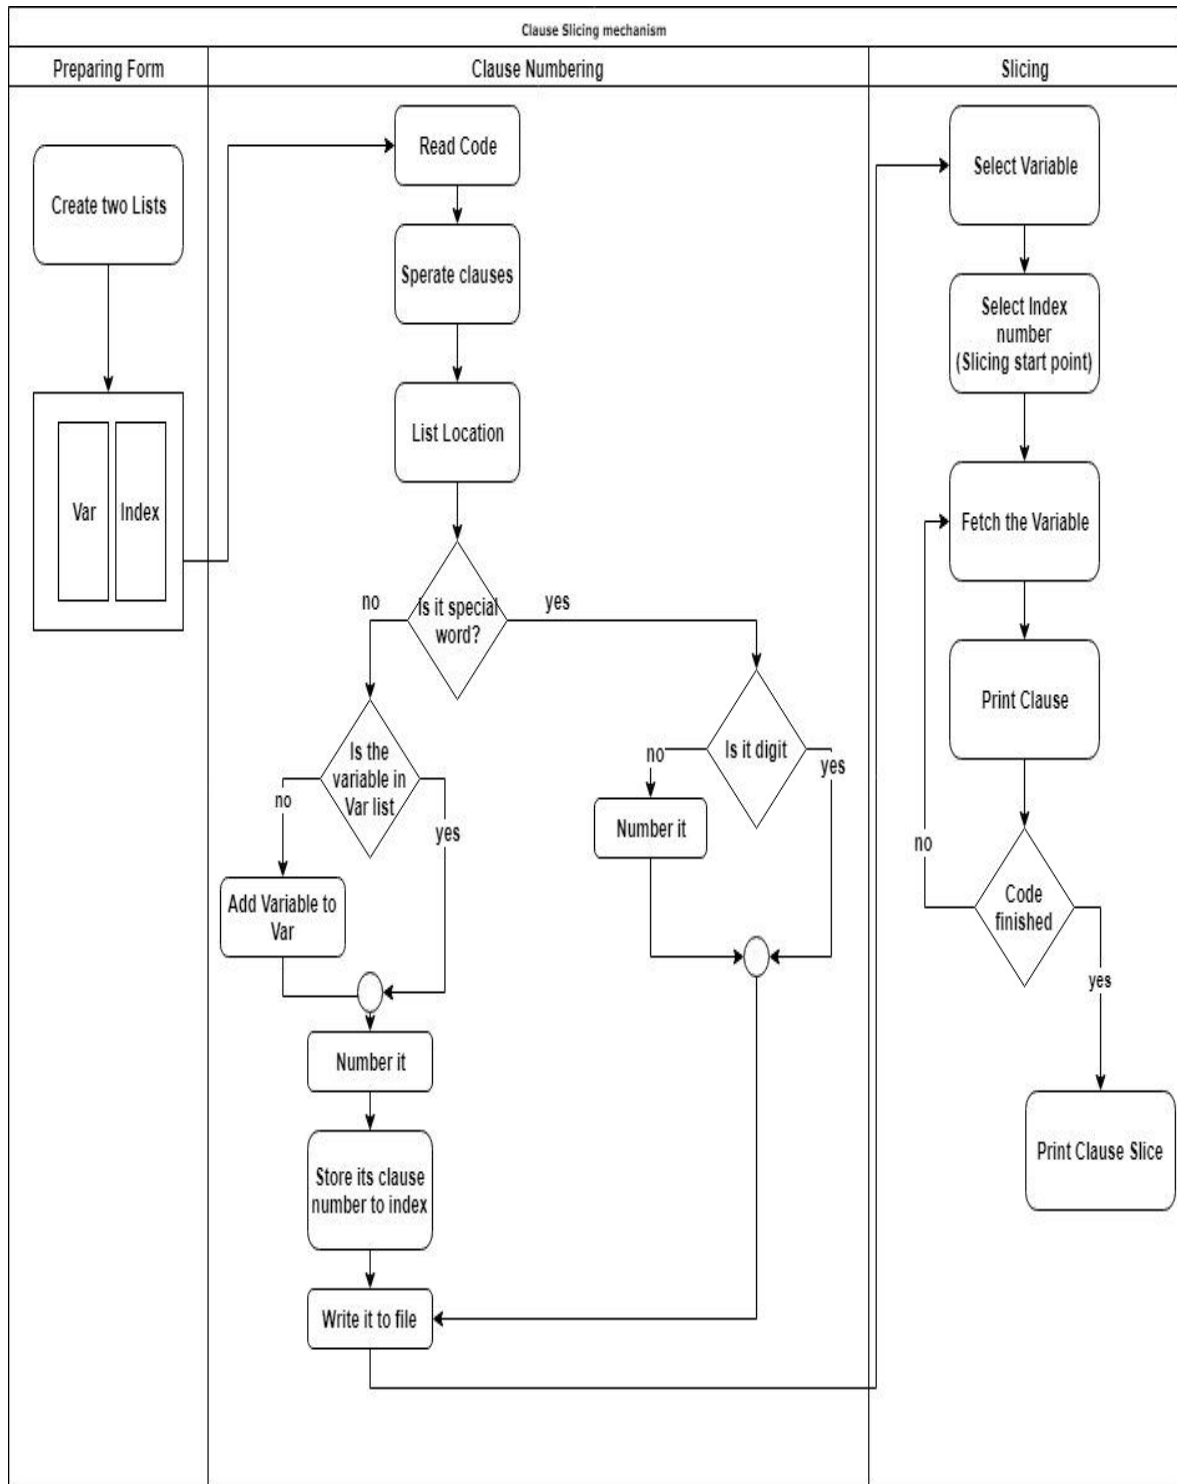 Clause Slicing mechanism
Preparing Form
Clause Numbering
Slicing
Create two Lists
Var
Index
Read Code
Sperate clauses
List Location
Is it special
word?
no
yes
Is the
variable in
Var list
no
yes
Add Variable to
Var
Number it
Store its clause
number to index
Write it to file
Is it digit
no
yes
Number it
Select Variable
Select Index
number
(Slicing start point)
Fetch the Variable
Print Clause
Code
finished
no
yes
Print Clause Slice